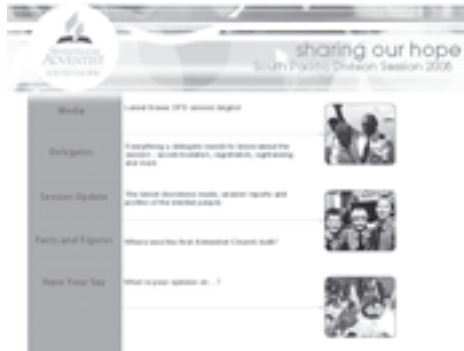 ADVENTIST
sharing our hope
South Pacific Division Session 2005
Media
Latest News: SPD session begins!
Delegates
Everything a delegate needs to know about the
session - accommodation, registration, sightseeing
and more.
Session Update
The latest decisions made, session reports and
profiles of the elected people.
Facts and Figures
Where was the first Adventist Church built?
Have Your Say
What is your opinion on...?